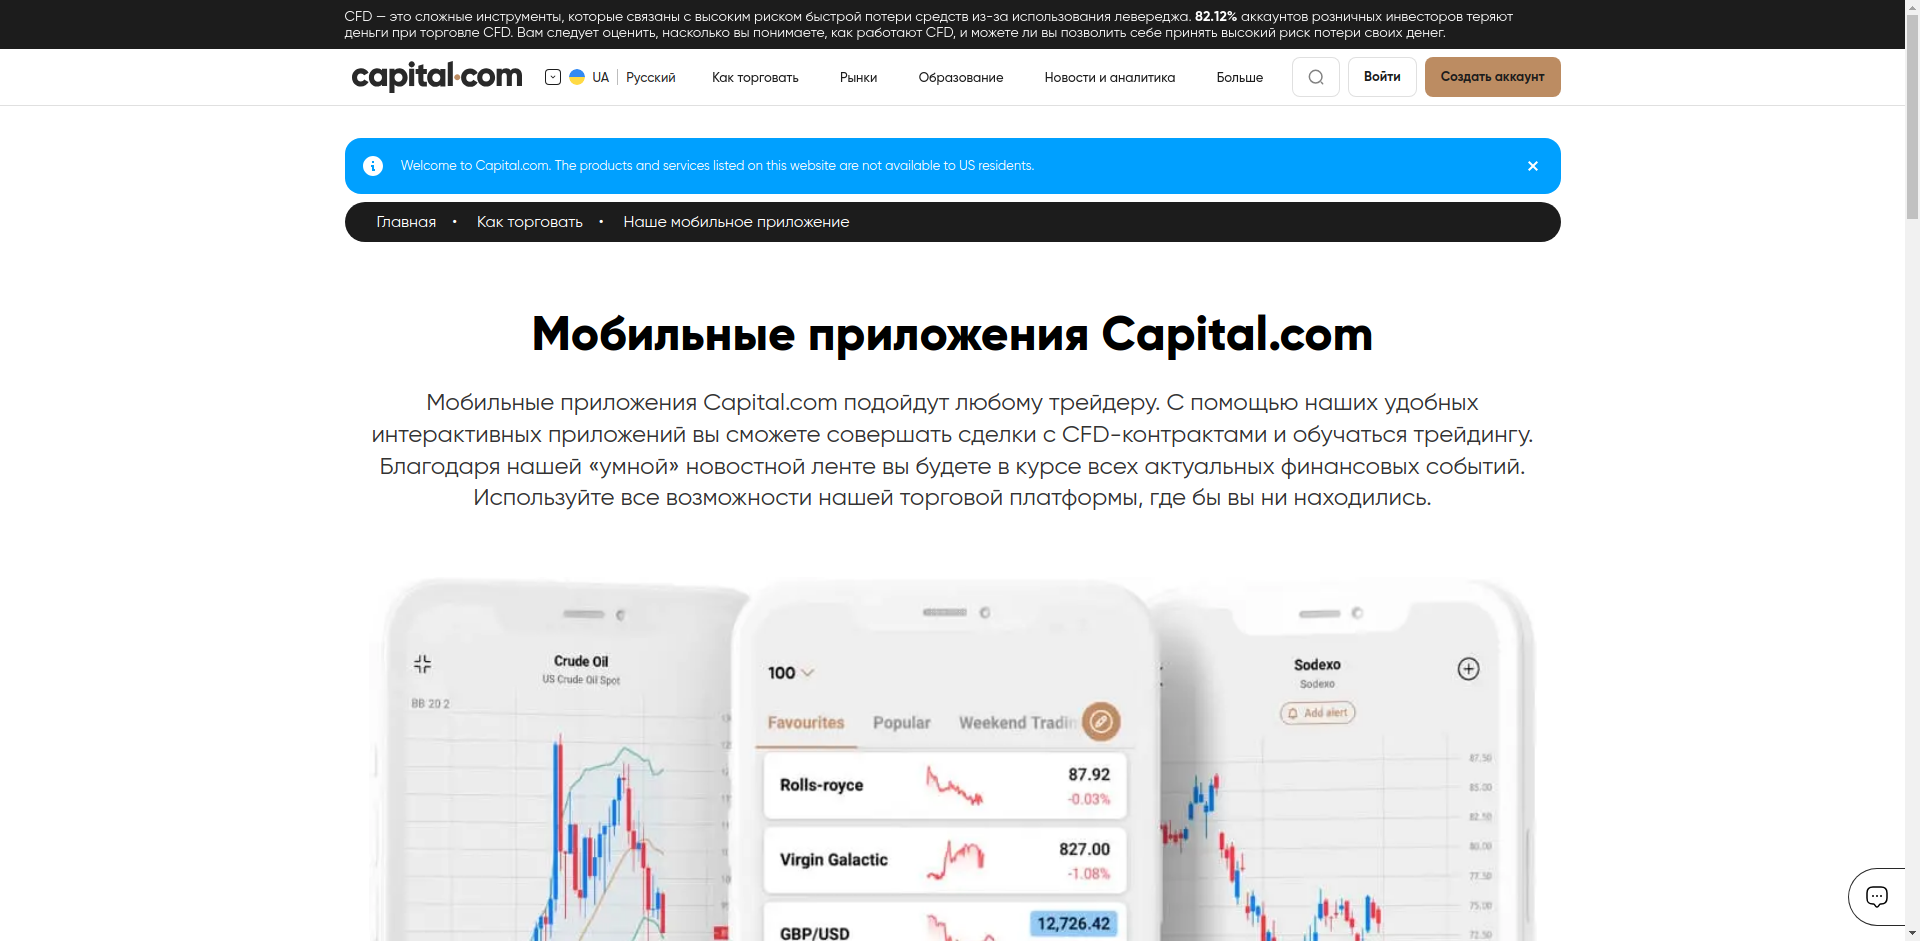 CFD — это сложные инструменты, которые связаны с высоким риском быстрой потери средств из-за использования левереджа. 82.12% аккаунтов розничных инвесторов теряют
деньги при торговле CFD. Вам следует оценить, насколько вы понимаете, как работают CFD, и можете ли вы позволить себе принять высокий риск потери своих денег.
capital.com UA Русский Как торговать Рынки Образование Новости и аналитика Больше Войти Создать аккаунт
Welcome to Capital.com. The products and services listed on this website are not available to US residents.
Главная • Как торговать • Наше мобильное приложение
Мобильные приложения Capital.com
Мобильные приложения Capital.com подойдут любому трейдеру. С помощью наших удобных
интерактивных приложений вы сможете совершать сделки с CFD-контрактами и обучаться трейдингу.
Благодаря нашей «умной» новостной ленте вы будете в курсе всех актуальных финансовых событий.
Используйте все возможности нашей торговой платформы, где бы вы ни находились.
Crude Oil
US Crude Oil Spot
BB 20 2
100
Favourites Popular Weekend Tradin
Rolls-royce 87.92
-0.03%
Virgin Galactic 827.00
-1.08%
GBP/USD 12,726.42
Sodexo
Sodexo
Add alert
87.50
85.00
82.50
80.00
77.50
75.00
72.50